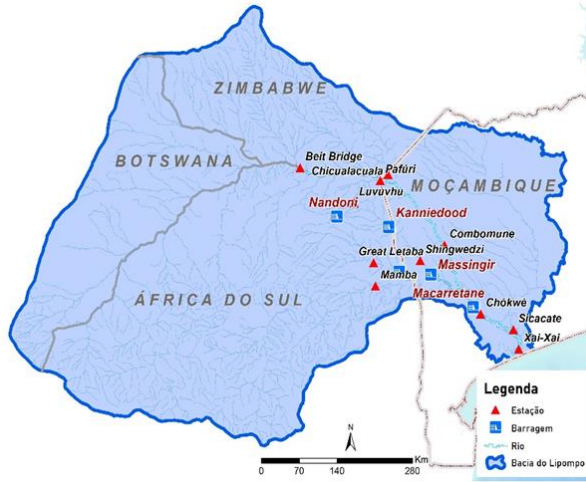 ZIMBABWE
BOTSWANA
Beit Bridge
Chicualacuala
Pafúri
Luvuvhu
MOÇAMBIQUE
Nandoni
Kanniedood
Combomune
Great Letaba
Shingwedzi
Mamba
Massingir
ÁFRICA DO SUL
Macarretane
Chókwè
Sicacate
Xai-Xai
Legenda
Estação
Barragem
Rio
Bacia do Lipompo
N
Km
0 70 140 280